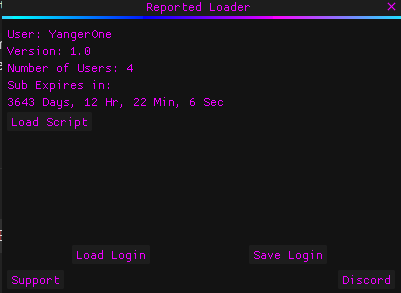 Reported Loader
User: YangerOne
Version: 1.0
Number of Users: 4
Sub Expires in:
3643 Days, 12 Hr, 22 Min, 6 Sec
Load Script
Load Login Save Login
Support Discord